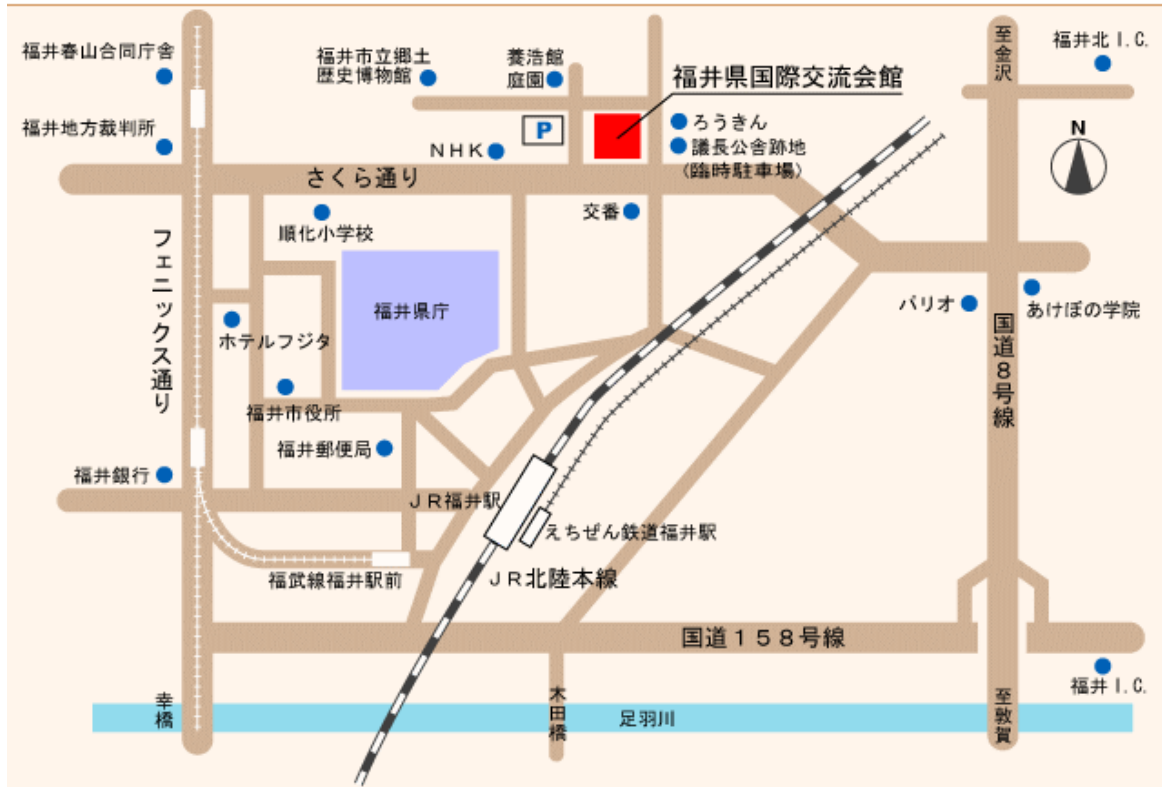 福井春山合同庁舎
福井市立郷土
歴史博物館
養浩館
庭園
福井県国際交流会館
至金沢
福井北I.C.
福井地方裁判所
P
NHK
ろうきん
議長公舎跡地
(臨時駐車場)
N
さくら通り
順化小学校
交番
フェニックス通り
福井県庁
ホテルフジタ
パリオ
あけぼの学院
国道8号線
福井市役所
福井郵便局
福井銀行
JR福井駅
えちぜん鉄道福井駅
福武線福井駅前
JR北陸本線
国道158号線
幸橋
木田橋
足羽川
至敦賀
福井I.C.